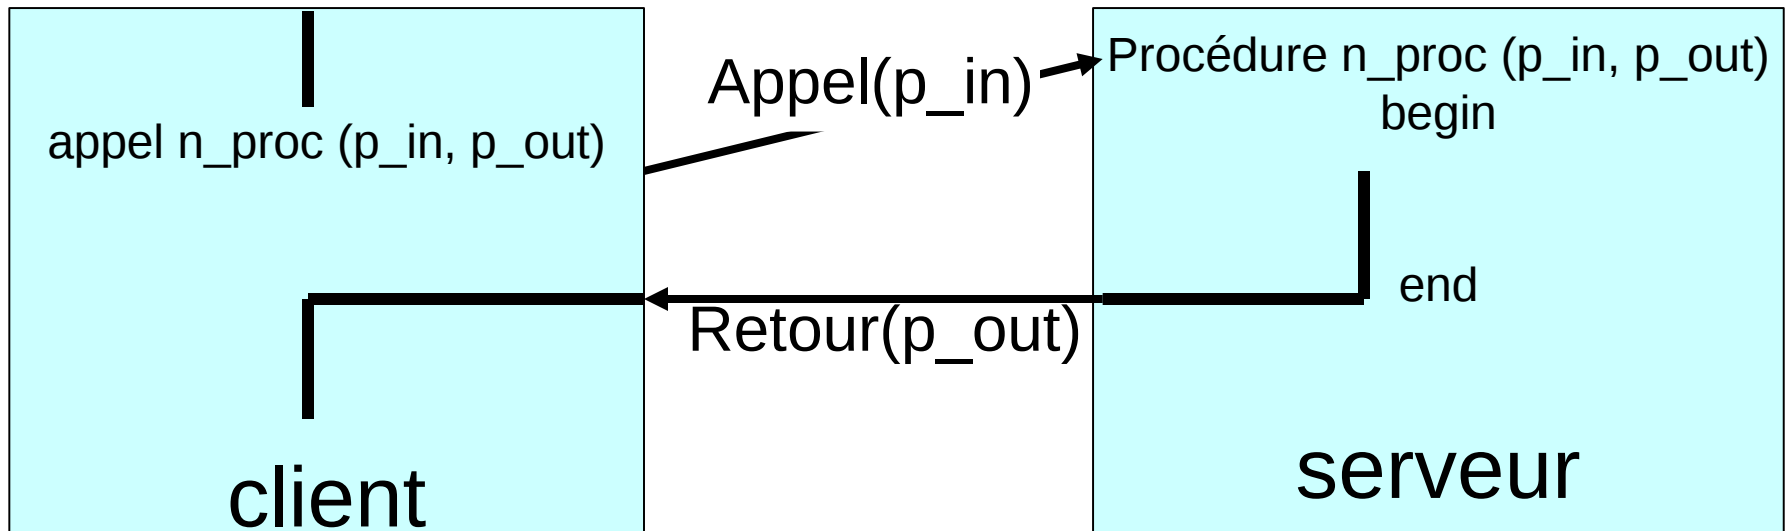 appel n_proc (p_in, p_out)
client
Appel(p_in)
Retour(p_out)
Procédure n_proc (p_in, p_out)
begin
end
serveur